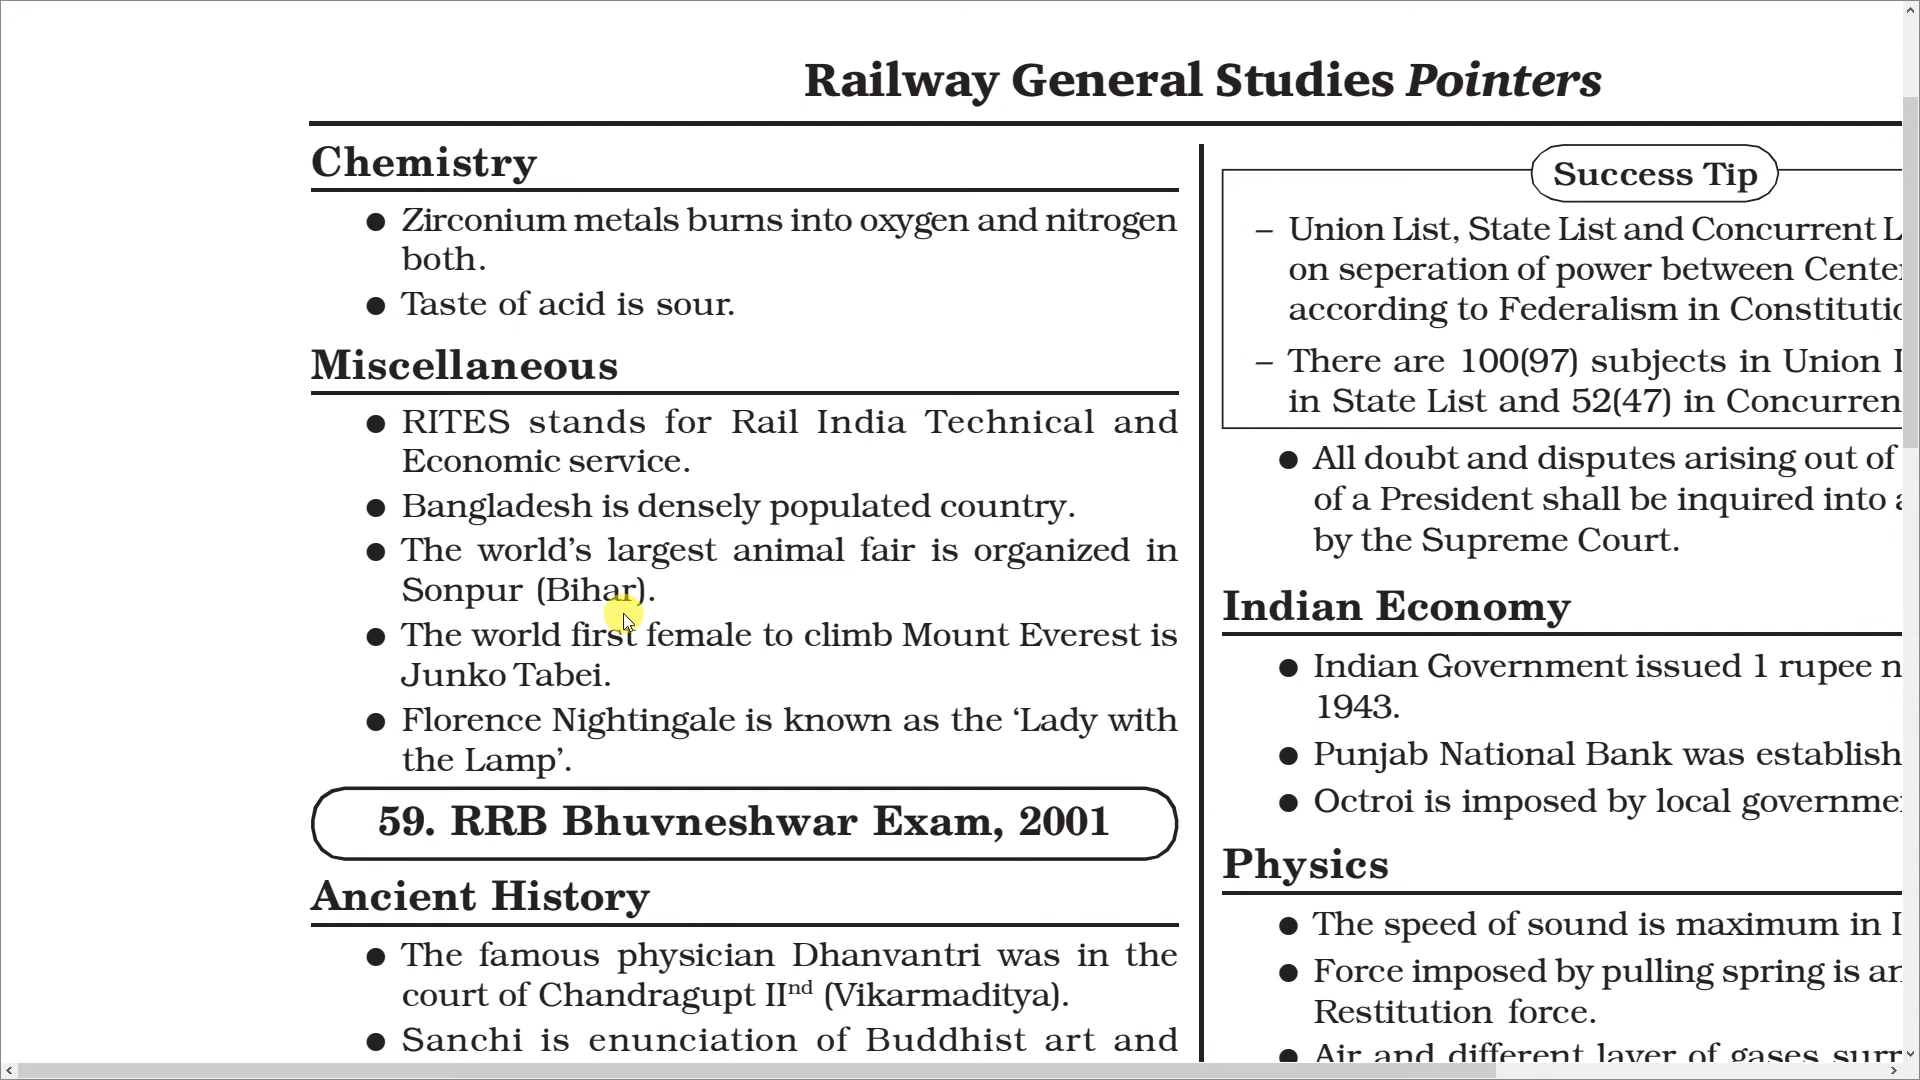 Railway General Studies Pointers
Chemistry
● Zirconium metals burns into oxygen and nitrogen
both.
● Taste of acid is sour.
Miscellaneous
● RITES stands for Rail India Technical and
Economic service.
● Bangladesh is densely populated country.
● The world's largest animal fair is organized in
Sonpur (Bihar).
● The world first female to climb Mount Everest is
Junko Tabei.
● Florence Nightingale is known as the ‘Lady with
the Lamp’.
59. RRB Bhuvneshwar Exam, 2001
Ancient History
● The famous physician Dhanvantri was in the
court of Chandragupt IInd (Vikarmaditya).
● Sanchi is enunciation of Buddhist art and
Success Tip
– Union List, State List and Concurrent
on seperation of power between
according to Federalism in
– There are 100(97) subjects in Union
in State List and 52(47) in
● All doubt and disputes arising out of
of a President shall be inquired into
by the Supreme Court.
Indian Economy
● Indian Government issued 1 rupee
1943.
● Punjab National Bank was
● Octroi is imposed by local
Physics
● The speed of sound is maximum in
● Force imposed by pulling spring is
Restitution force.
● Air and different layer of gases